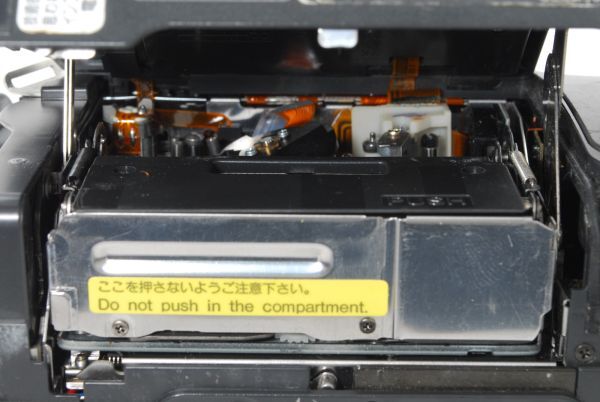 ここを押さないようご注意下さい。
Do not push in the compartment.